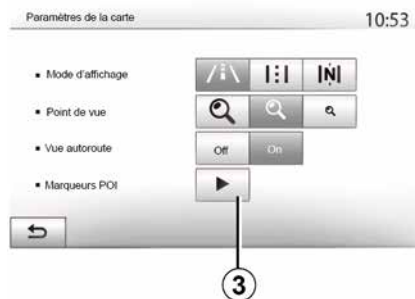 Paramètres de la carte
10:53
▪ Mode d'affichage
|N|
▪ Point de vue
▪ Vue autoroute
Off
On
▪ Marqueurs POI
3